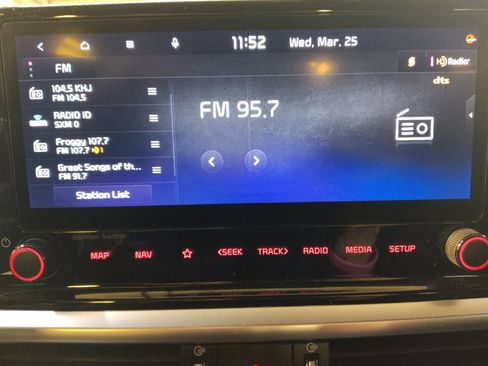 11:52
Wed, Mar. 25
FM
HD Radio
dts
104.5 KHJ
FM 104.5
RADIO ID
SXM 0
Froggy 107.7
FM 107.7
Great Songs of th...
FM 91.7
Station List
FM 95.7
harman/kardon
MAP
NAV
<SEEK
TRACK>
RADIO
MEDIA
SETUP